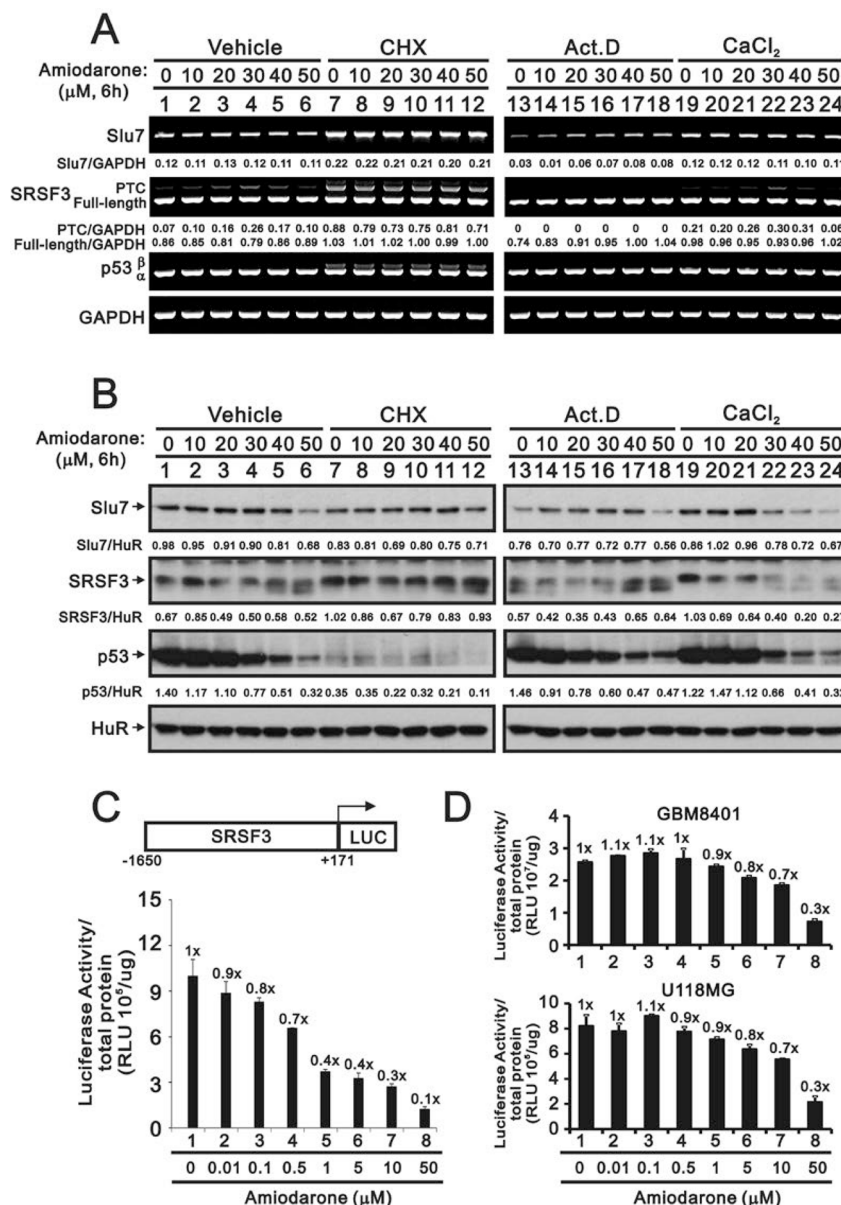 A
Vehicle CHX Act.D CaCl₂
Amiodarone: 0 10 20 30 40 50 0 10 20 30 40 50 0 10 20 30 40 50 0 10 20 30 40 50
(μM, 6h) 1 2 3 4 5 6 7 8 9 10 11 12 13 14 15 16 17 18 19 20 21 22 23 24
Slu7
Slu7/GAPDH 0.12 0.11 0.13 0.12 0.11 0.11 0.22 0.22 0.21 0.21 0.20 0.21 0.03 0.01 0.06 0.07 0.08 0.08 0.12 0.12 0.12 0.11 0.10 0.11
SRSF3 PTC
Full-length
PTC/GAPDH 0.07 0.10 0.16 0.26 0.17 0.10 0.88 0.79 0.73 0.75 0.81 0.71 0 0 0 0 0 0 0.21 0.20 0.26 0.30 0.31 0.06
Full-length/GAPDH 0.86 0.85 0.81 0.79 0.86 0.89 1.03 1.01 1.02 1.00 0.99 1.00 0.74 0.83 0.91 0.95 1.00 1.04 0.98 0.96 0.95 0.93 0.96 1.02
p53 β
α
GAPDH
B
Vehicle CHX Act.D CaCl₂
Amiodarone: 0 10 20 30 40 50 0 10 20 30 40 50 0 10 20 30 40 50 0 10 20 30 40 50
(μM, 6h) 1 2 3 4 5 6 7 8 9 10 11 12 13 14 15 16 17 18 19 20 21 22 23 24
Slu7
Slu7/HuR 0.98 0.95 0.91 0.90 0.81 0.68 0.83 0.81 0.69 0.80 0.75 0.71 0.76 0.70 0.77 0.72 0.77 0.56 0.86 1.02 0.96 0.78 0.72 0.67
SRSF3
SRSF3/HuR 0.67 0.85 0.49 0.50 0.58 0.52 1.02 0.86 0.67 0.79 0.83 0.93 0.57 0.42 0.35 0.43 0.65 0.64 1.03 0.69 0.64 0.40 0.20 0.27
p53
p53/HuR 1.40 1.17 1.10 0.77 0.51 0.32 0.35 0.35 0.22 0.32 0.21 0.11 1.46 0.91 0.78 0.60 0.47 0.47 1.22 1.47 1.12 0.66 0.41
HuR
C
SRSF3 LUC
-1650 +171
Luciferase Activity/
total protein
(RLU 10⁵/ug)
15
12
9
6
3
0
1x 0.9x 0.8x 0.7x 0.4x 0.4x 0.3x 0.1x
1 2 3 4 5 6 7 8
0 0.01 0.1 0.5 1 5 10 50
Amiodarone (μM)
D
GBM8401
Luciferase Activity/
total protein
(RLU 10⁷/ug)
4
3
2
1
0
1x 1.1x 1.1x 1x 0.9x 0.8x 0.7x 0.3x
1 2 3 4 5 6 7 8
U118MG
Luciferase Activity/
total protein
10
8
6
4
2
0
1x 1x 1.1x 0.9x 0.9x 0.8x 0.7x 0.3x
1 2 3 4 5 6 7 8
0 0.01 0.1 0.5 1 5 10 50
Amiodarone (μM)